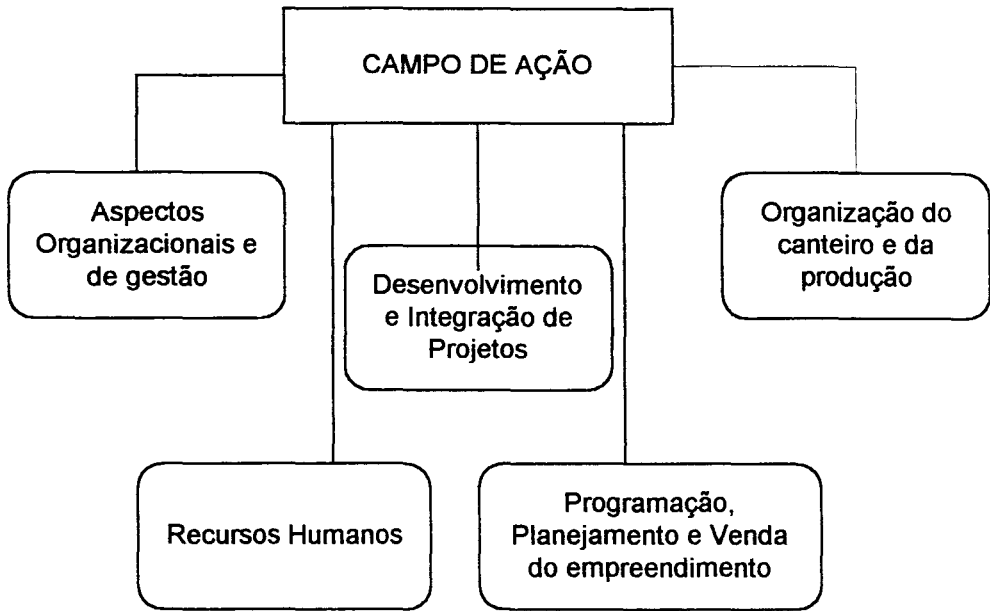 CAMPO DE AÇÃO
Aspectos
Organizacionais e
de gestão
Desenvolvimento
e Integração de
Projetos
Organização do
canteiro e da
produção
Recursos Humanos
Programação,
Planejamento e Venda
do empreendimento